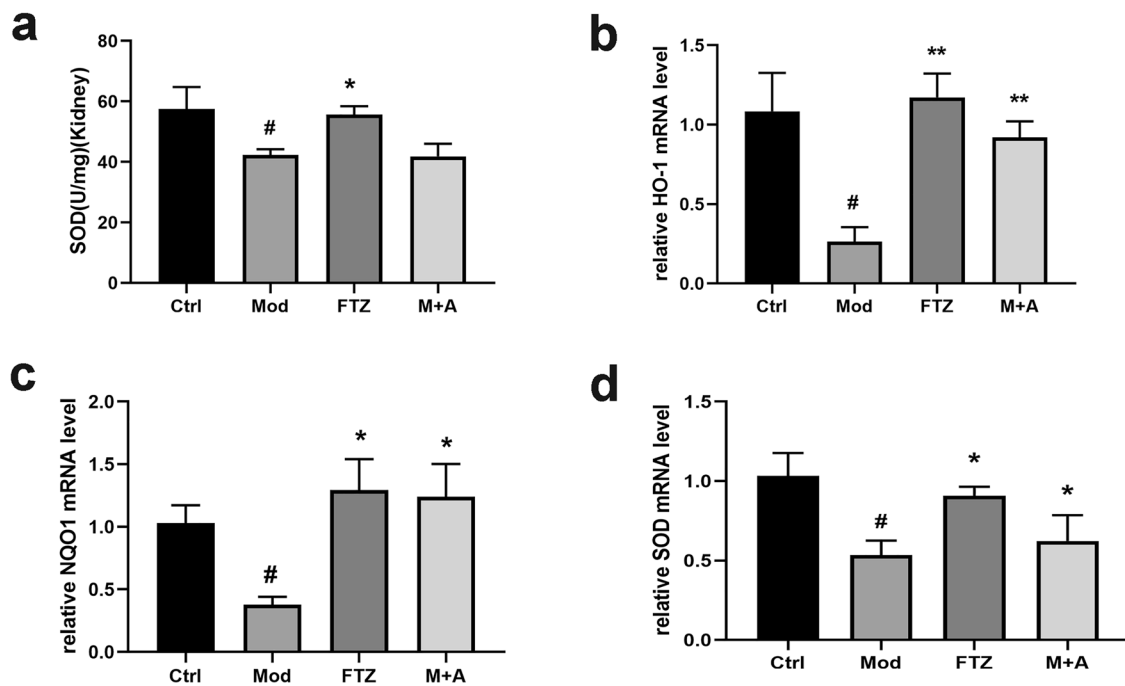 a
SOD(U/mg)(Kidney)
80
60
40
20
0
#
*
Ctrl Mod FTZ M+A
b
relative HO-1 mRNA level
1.5
1.0
0.5
0.0
#
**
**
Ctrl Mod FTZ M+A
c
relative NQO1 mRNA level
2.0
1.5
1.0
0.5
0.0
#
*
*
Ctrl Mod FTZ M+A
d
relative SOD mRNA level
1.5
1.0
0.5
0.0
#
*
*
Ctrl Mod FTZ M+A